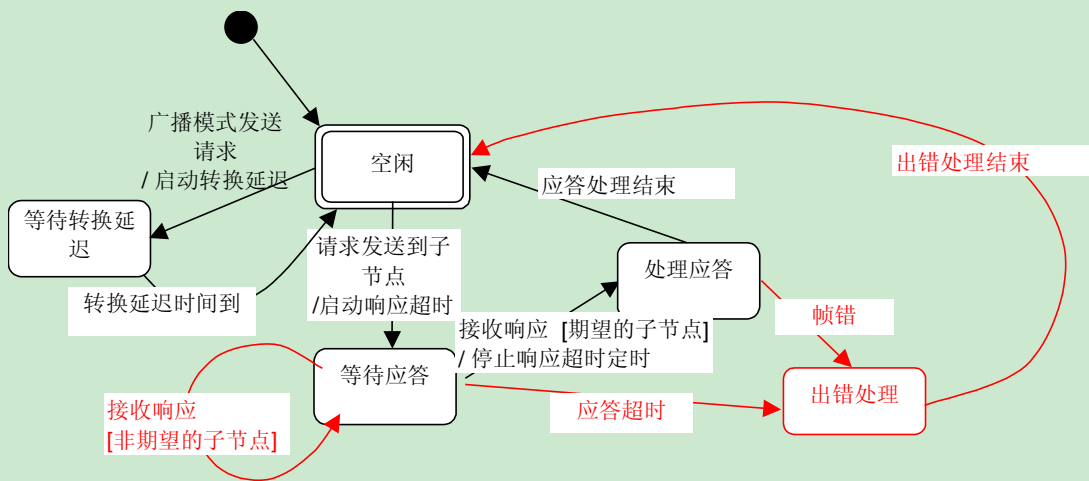 广播模式发送
请求
/ 启动转换延迟
空闲
出错处理结束
应答处理结束
等待转换延
迟
请求发送到子
节点
/启动响应超时
处理应答
转换延迟时间到
接收响应 [期望的子节点]
/ 停止响应超时定时
帧错
等待应答
出错处理
接收响应
[非期望的子节点]
应答超时